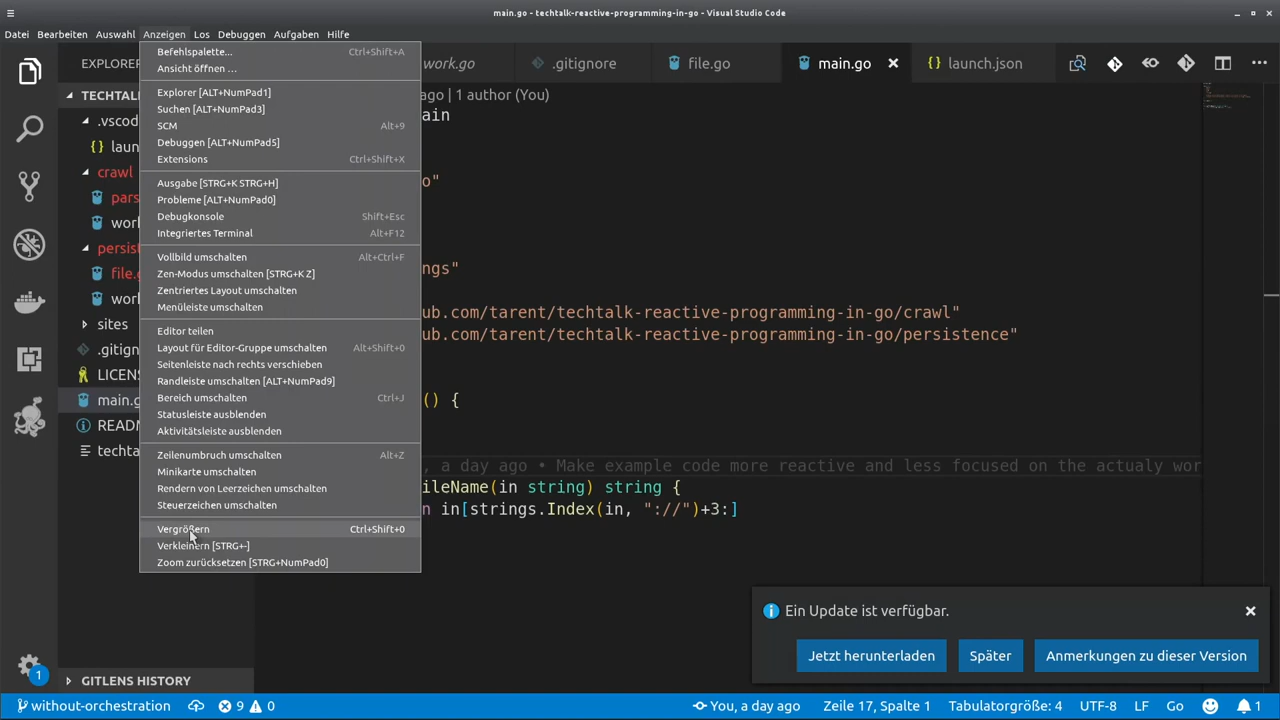 main.go - techtalk-reactive-programming-in-go - Visual Studio Code
Datei Bearbeiten Auswahl Anzeigen Los Debuggen Aufgaben Hilfe
EXPLORER
TECHTALK
.vscode
laun
crawl
pars
work
persist
file.g
work
sites
.gitign
LICENS
main.g
READM
techta
GITLENS HISTORY
Befehlspalette... Ctrl+Shift+A
Ansicht öffnen ...
Explorer [ALT+NumPad1]
Suchen [ALT+NumPad3]
SCM Alt+9
Debuggen [ALT+NumPad5]
Extensions Ctrl+Shift+X
Ausgabe [STRG+K STRG+H]
Probleme [ALT+NumPad0]
Debugkonsole Shift+Esc
Integriertes Terminal Alt+F12
Vollbild umschalten Alt+Ctrl+F
Zen-Modus umschalten [STRG+K Z]
Zentriertes Layout umschalten
Menüleiste umschalten
Editor teilen
Layout für Editor-Gruppe umschalten Alt+Shift+0
Seitenleiste nach rechts verschieben
Randleiste umschalten [ALT+NumPad9]
Bereich umschalten Ctrl+J
Statusleiste ausblenden
Aktivitätsleiste ausblenden
Zeilenumbruch umschalten Alt+Z
Minikarte umschalten
Rendern von Leerzeichen umschalten
Steuerzeichen umschalten
Vergrößern Ctrl+Shift+0
Verkleinern [STRG+-]
Zoom zurücksetzen [STRG+NumPad0]
work.go .gitignore file.go main.go launch.json
ago | 1 author (You)
ain
o"
ngs"
ub.com/tarent/techtalk-reactive-programming-in-go/crawl"
ub.com/tarent/techtalk-reactive-programming-in-go/persistence"
() {
, a day ago • Make example code more reactive and less focused on the actualy wor
ileName(in string) string {
n in[strings.Index(in, "://")+3:]
Ein Update ist verfügbar.
Jetzt herunterladen Später Anmerkungen zu dieser Version
1
without-orchestration 9 0 You, a day ago Zeile 17, Spalte 1 Tabulatorgröße: 4 UTF-8 LF Go 1